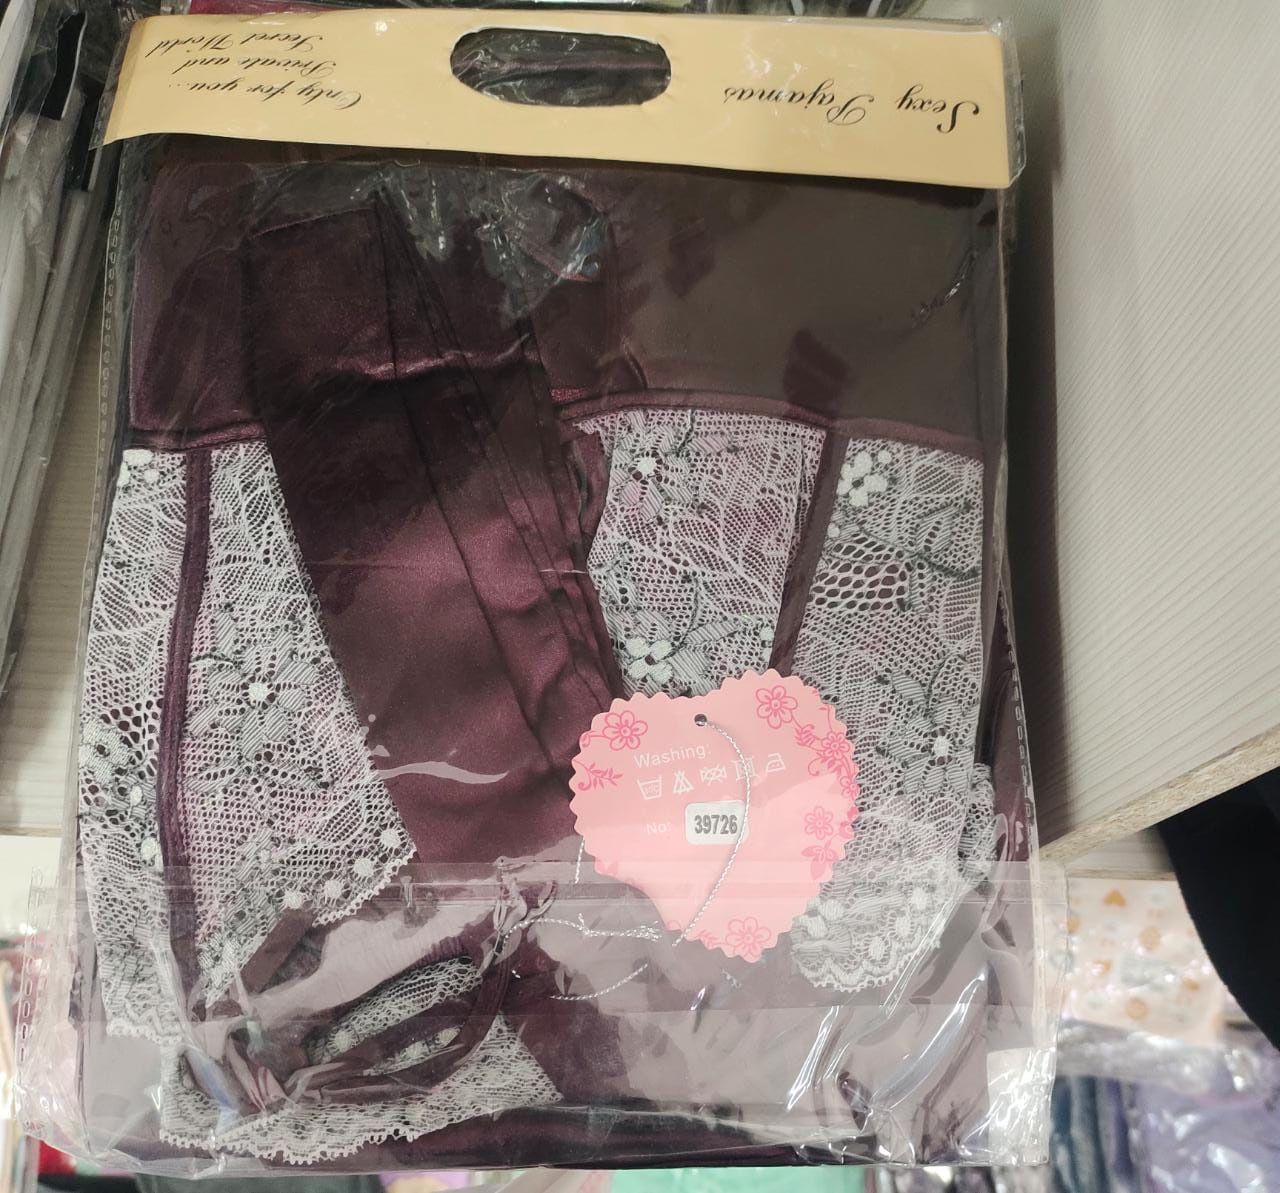 Sexy Pajamas
Only for you...
Private and
Secret World
Washing:
No: 39726